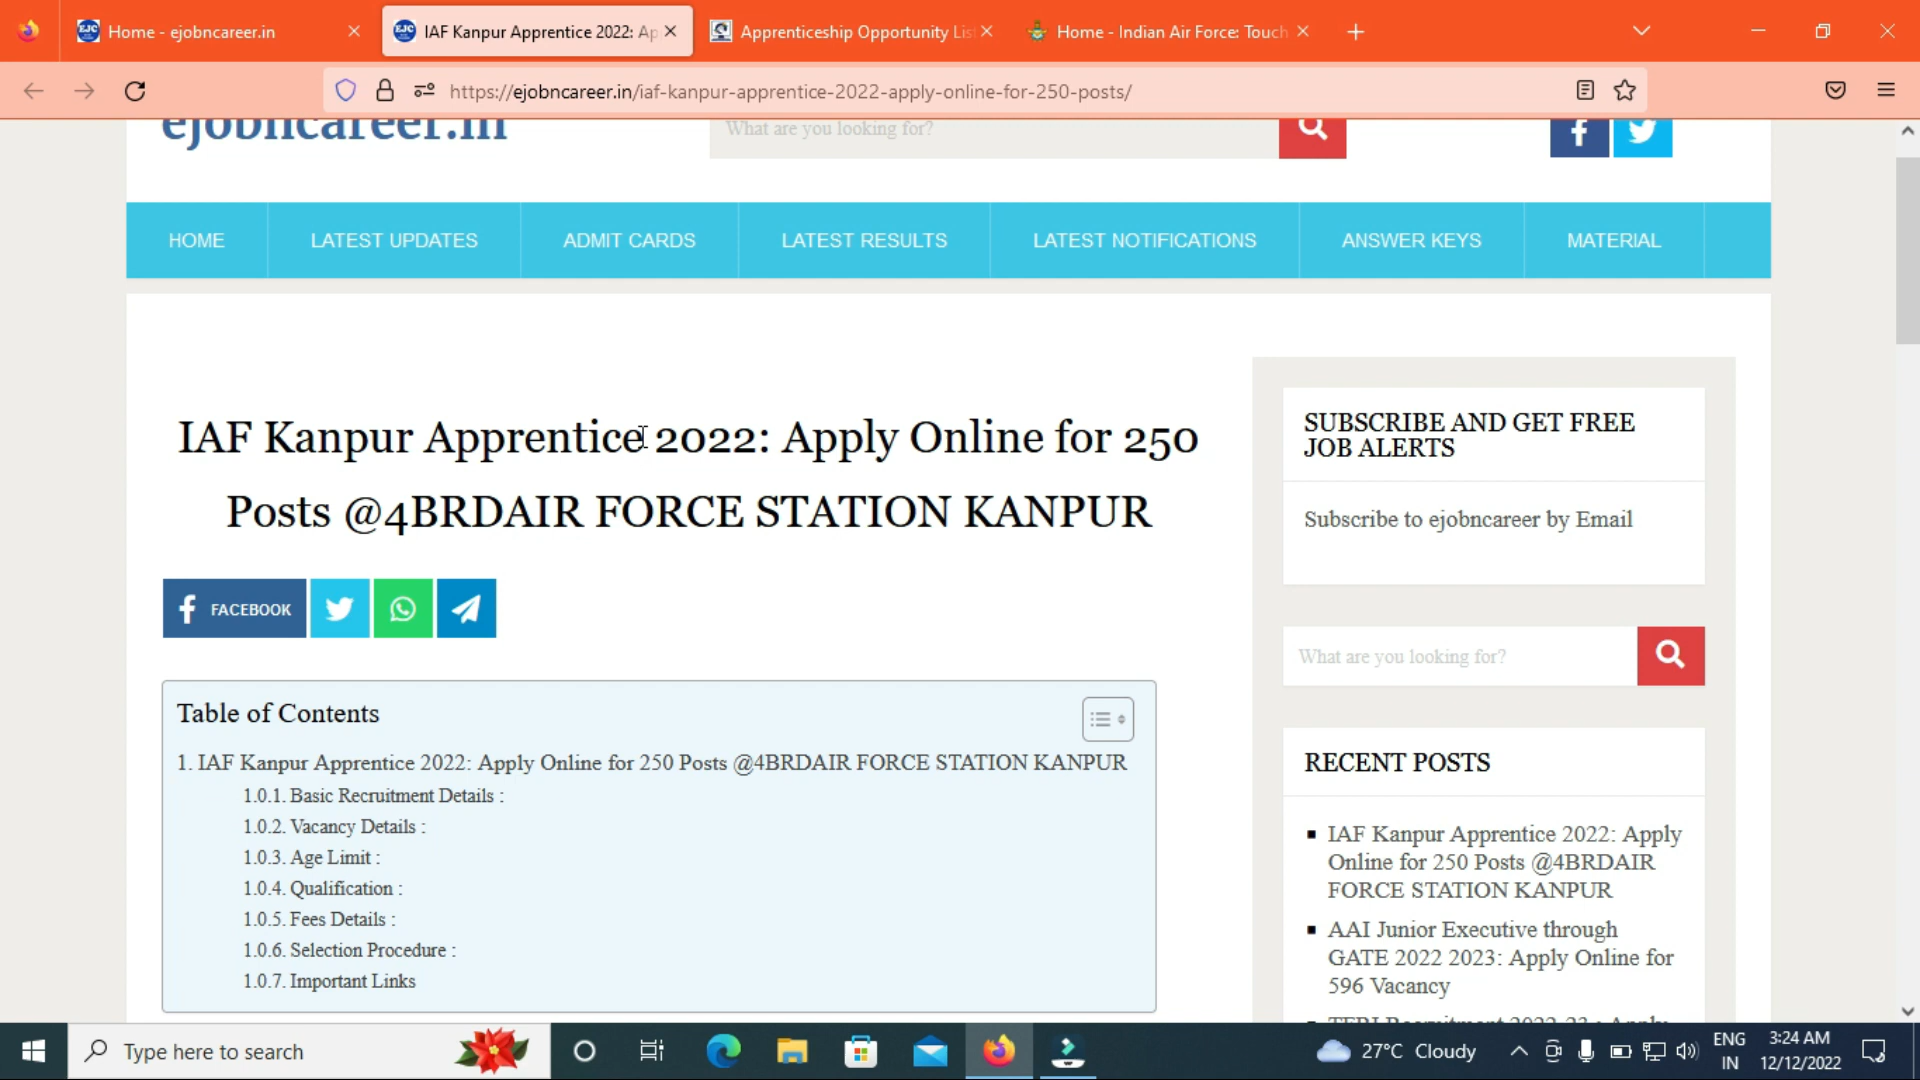 Home - ejobncareer.in
IAF Kanpur Apprentice 2022: Ap
Apprenticeship Opportunity Lis
Home - Indian Air Force: Touch
https://ejobncareer.in/iaf-kanpur-apprentice-2022-apply-online-for-250-posts/
ejobncareer.in
What are you looking for?
HOME
LATEST UPDATES
ADMIT CARDS
LATEST RESULTS
LATEST NOTIFICATIONS
ANSWER KEYS
MATERIAL
IAF Kanpur Apprentice 2022: Apply Online for 250
Posts @4BRDAIR FORCE STATION KANPUR
FACEBOOK
Table of Contents
1. IAF Kanpur Apprentice 2022: Apply Online for 250 Posts @4BRDAIR FORCE STATION KANPUR
1.0.1. Basic Recruitment Details :
1.0.2. Vacancy Details :
1.0.3. Age Limit :
1.0.4. Qualification :
1.0.5. Fees Details :
1.0.6. Selection Procedure :
1.0.7. Important Links
SUBSCRIBE AND GET FREE
JOB ALERTS
Subscribe to ejobncareer by Email
What are you looking for?
RECENT POSTS
IAF Kanpur Apprentice 2022: Apply
Online for 250 Posts @4BRDAIR
FORCE STATION KANPUR
AAI Junior Executive through
GATE 2022 2023: Apply Online for
596 Vacancy
Type here to search
27°C Cloudy
ENG
IN
3:24 AM
12/12/2022